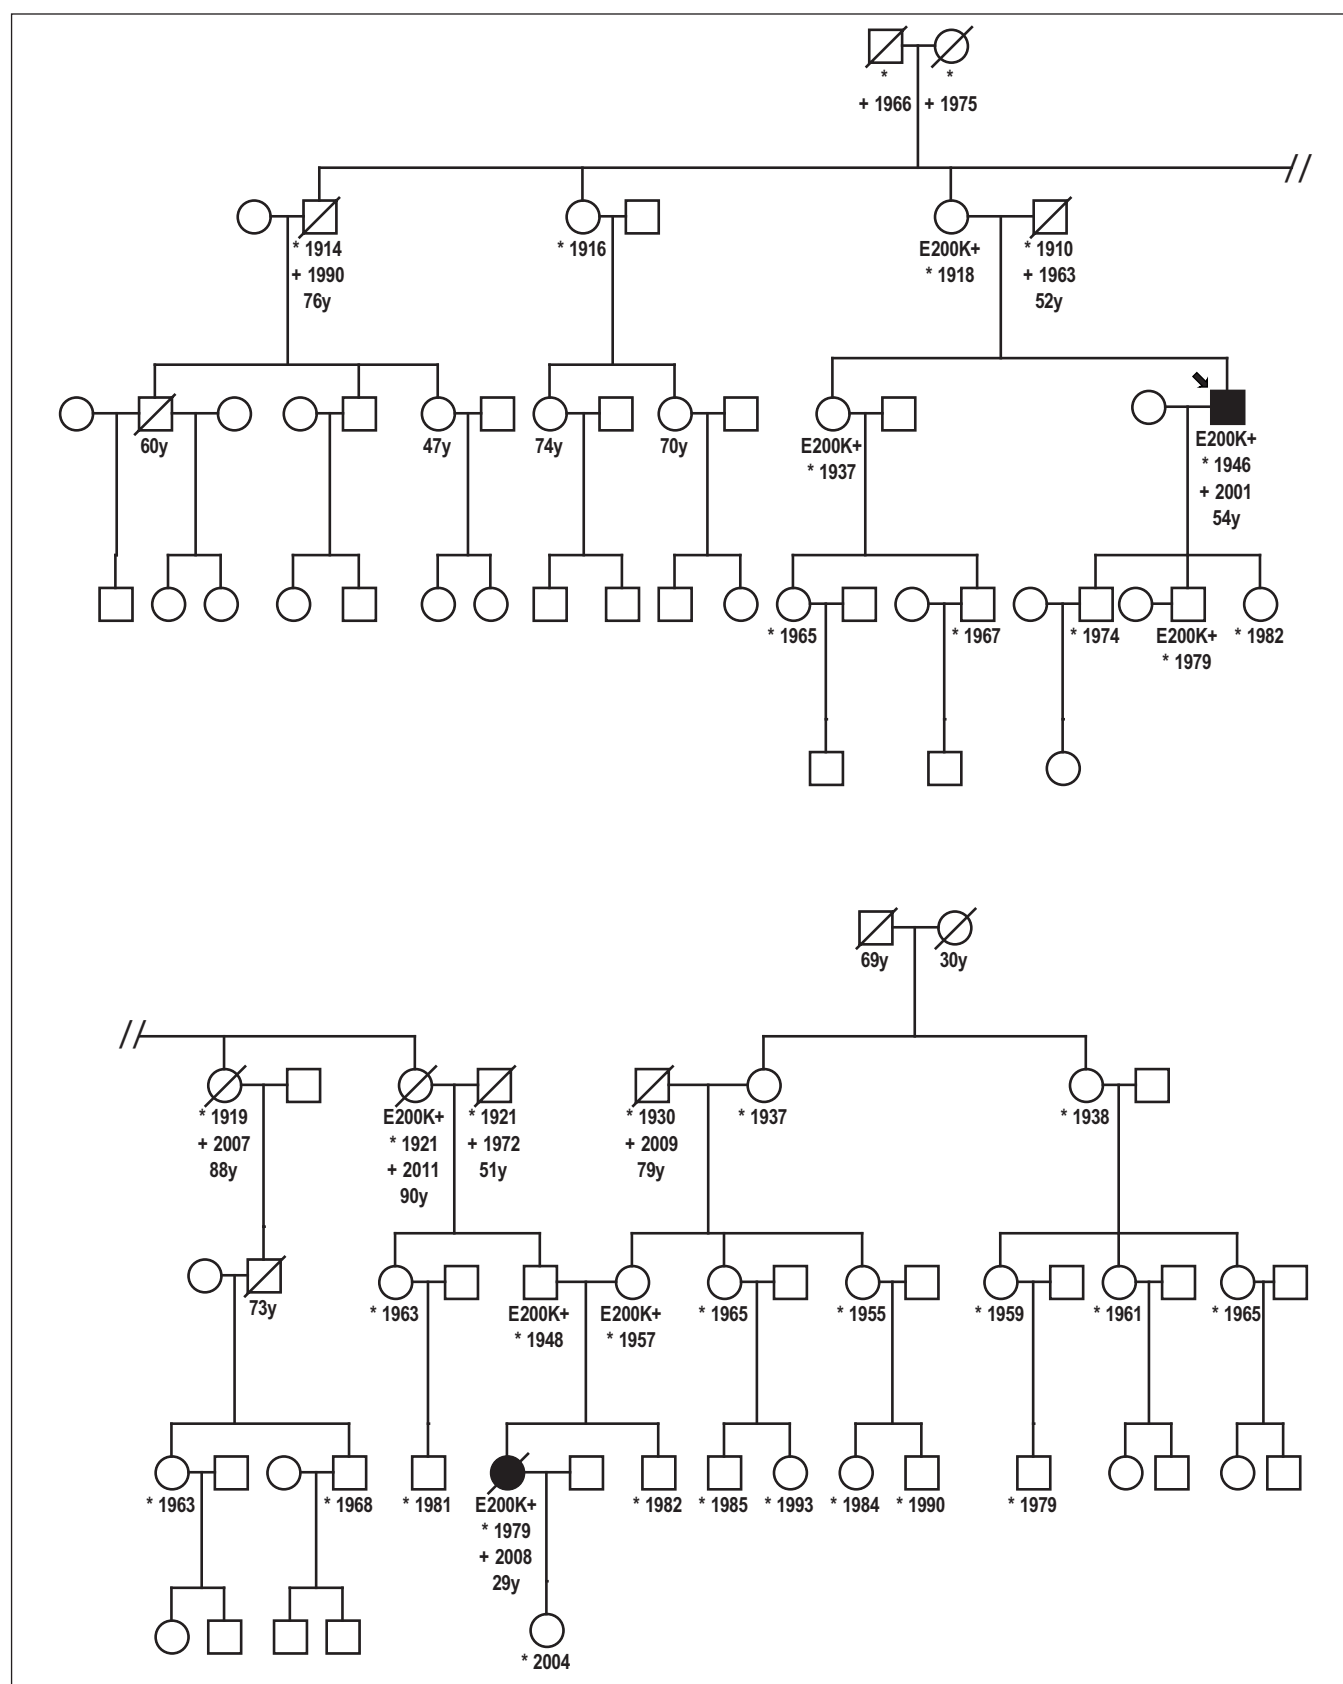 * *
+ 1966 + 1975
//
* 1914 * 1916 E200K+ * 1910
+ 1990 * 1918 + 1963
76y 52y
60y 47y 74y 70y E200K+ E200K+
* 1937 * 1946
+ 2001
54y
* 1965 * 1967 * 1974 E200K+ * 1982
* 1979
69y 30y
//
* 1919 E200K+ * 1921 * 1930 * 1937 * 1938
+ 2007 * 1921 + 1972 + 2009
88y + 2011 51y 79y
90y
73y * 1963 E200K+ E200K+ * 1965 * 1955 * 1959 * 1961 * 1965
* 1948 * 1957
* 1963 * 1968 * 1981 E200K+ * 1982 * 1985 * 1993 * 1984 * 1990 * 1979
* 1979
+ 2008
29y
* 2004